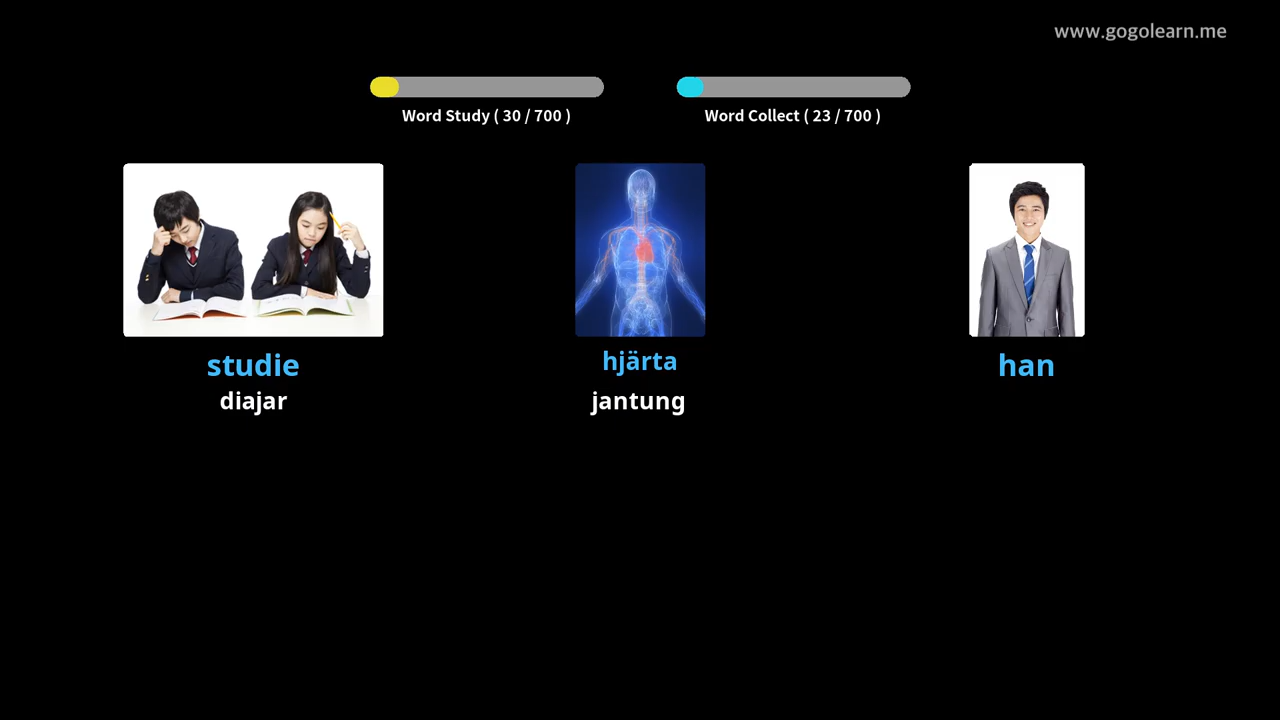 www.gogolearn.me
Word Study ( 30 / 700 )
Word Collect ( 23 / 700 )
studie
hjärta
han
diajar
jantung